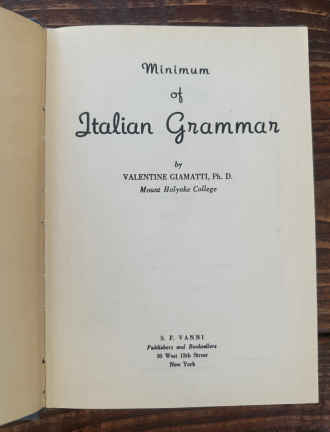 Minimum
of
Italian Grammar
by
VALENTINE GIAMATTI, Ph. D.
Mount Holyoke College
S. F. VANNI
Publishers and Booksellers
30 West 12th Street
New York